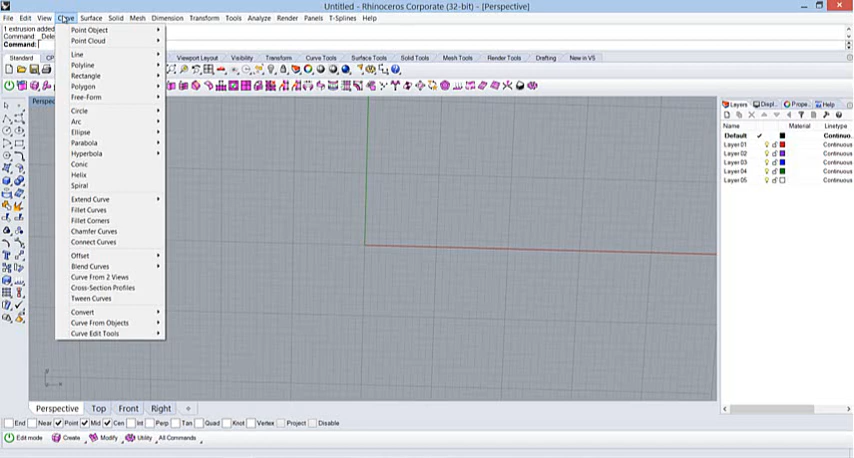 Untitled - Rhinoceros Corporate (32-bit) - [Perspective]
File Edit View Curve Surface Solid Mesh Dimension Transform Tools Analyze Render Panels T-Splines Help
1 extrusion added
Command: _Dele
Command:
Standard CP Viewport Layout Visibility Transform Curve Tools Surface Tools Solid Tools Mesh Tools Render Tools Drafting New in V5
Perspec
Point Object
Point Cloud
Line
Polyline
Rectangle
Polygon
Free-Form
Circle
Arc
Ellipse
Parabola
Hyperbola
Conic
Helix
Spiral
Extend Curve
Fillet Curves
Fillet Corners
Chamfer Curves
Connect Curves
Offset
Blend Curves
Curve From 2 Views
Cross-Section Profiles
Tween Curves
Convert
Curve From Objects
Curve Edit Tools
Layers Displ... Prope... Help
Name Material Linetype
Default Continuo...
Layer 01 Continuous
Layer 02 Continuous
Layer 03 Continuous
Layer 04 Continuous
Layer 05 Continuous
Perspective Top Front Right
End Near Point Mid Cen Int Perp Tan Quad Knot Vertex Project Disable
Edit mode Create Modify Utility All Commands